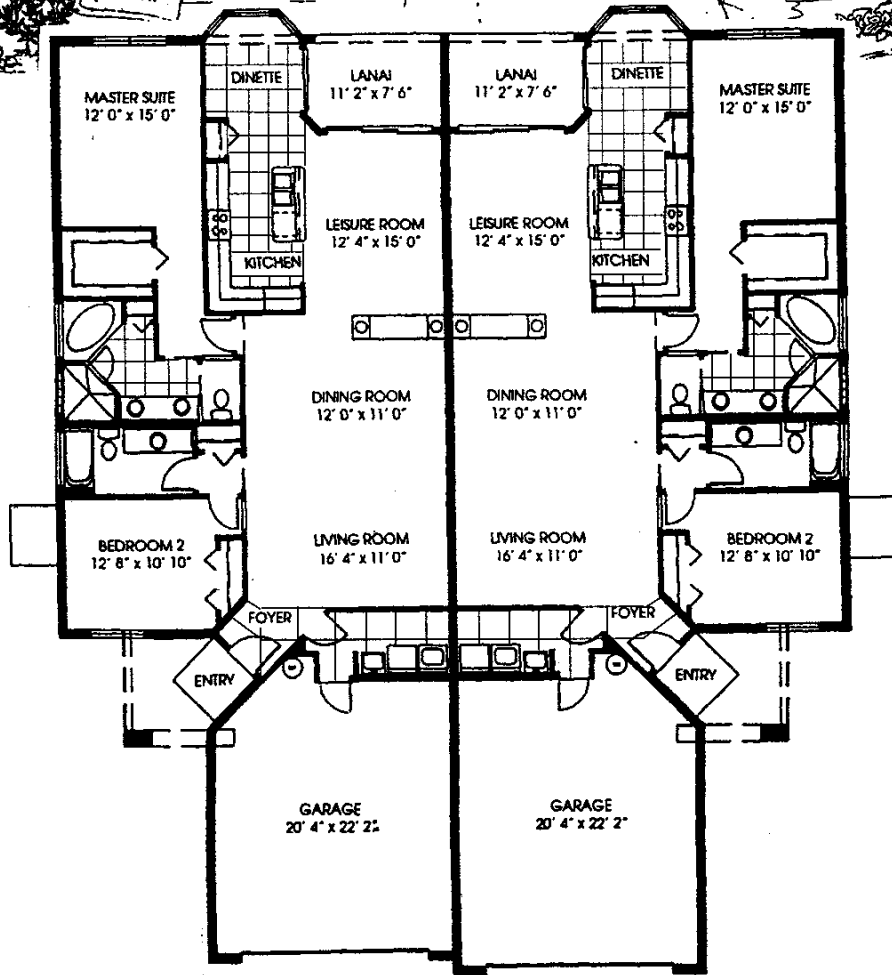 DINETTE
LANAI
11' 2" x 7' 6"
LANAI
11' 2" x 7' 6"
DINETTE
MASTER SUITE
12' 0" x 15' 0"
MASTER SUITE
12' 0" x 15' 0"
LEISURE ROOM
12' 4" x 15' 0"
LEISURE ROOM
12' 4" x 15' 0"
KITCHEN
KITCHEN
DINING ROOM
12' 0" x 11' 0"
DINING ROOM
12' 0" x 11' 0"
BEDROOM 2
12' 8" x 10' 10"
LIVING ROOM
16' 4" x 11' 0"
LIVING ROOM
16' 4" x 11' 0"
BEDROOM 2
12' 8" x 10' 10"
FOYER
FOYER
ENTRY
ENTRY
GARAGE
20' 4" x 22' 2"
GARAGE
20' 4" x 22' 2"